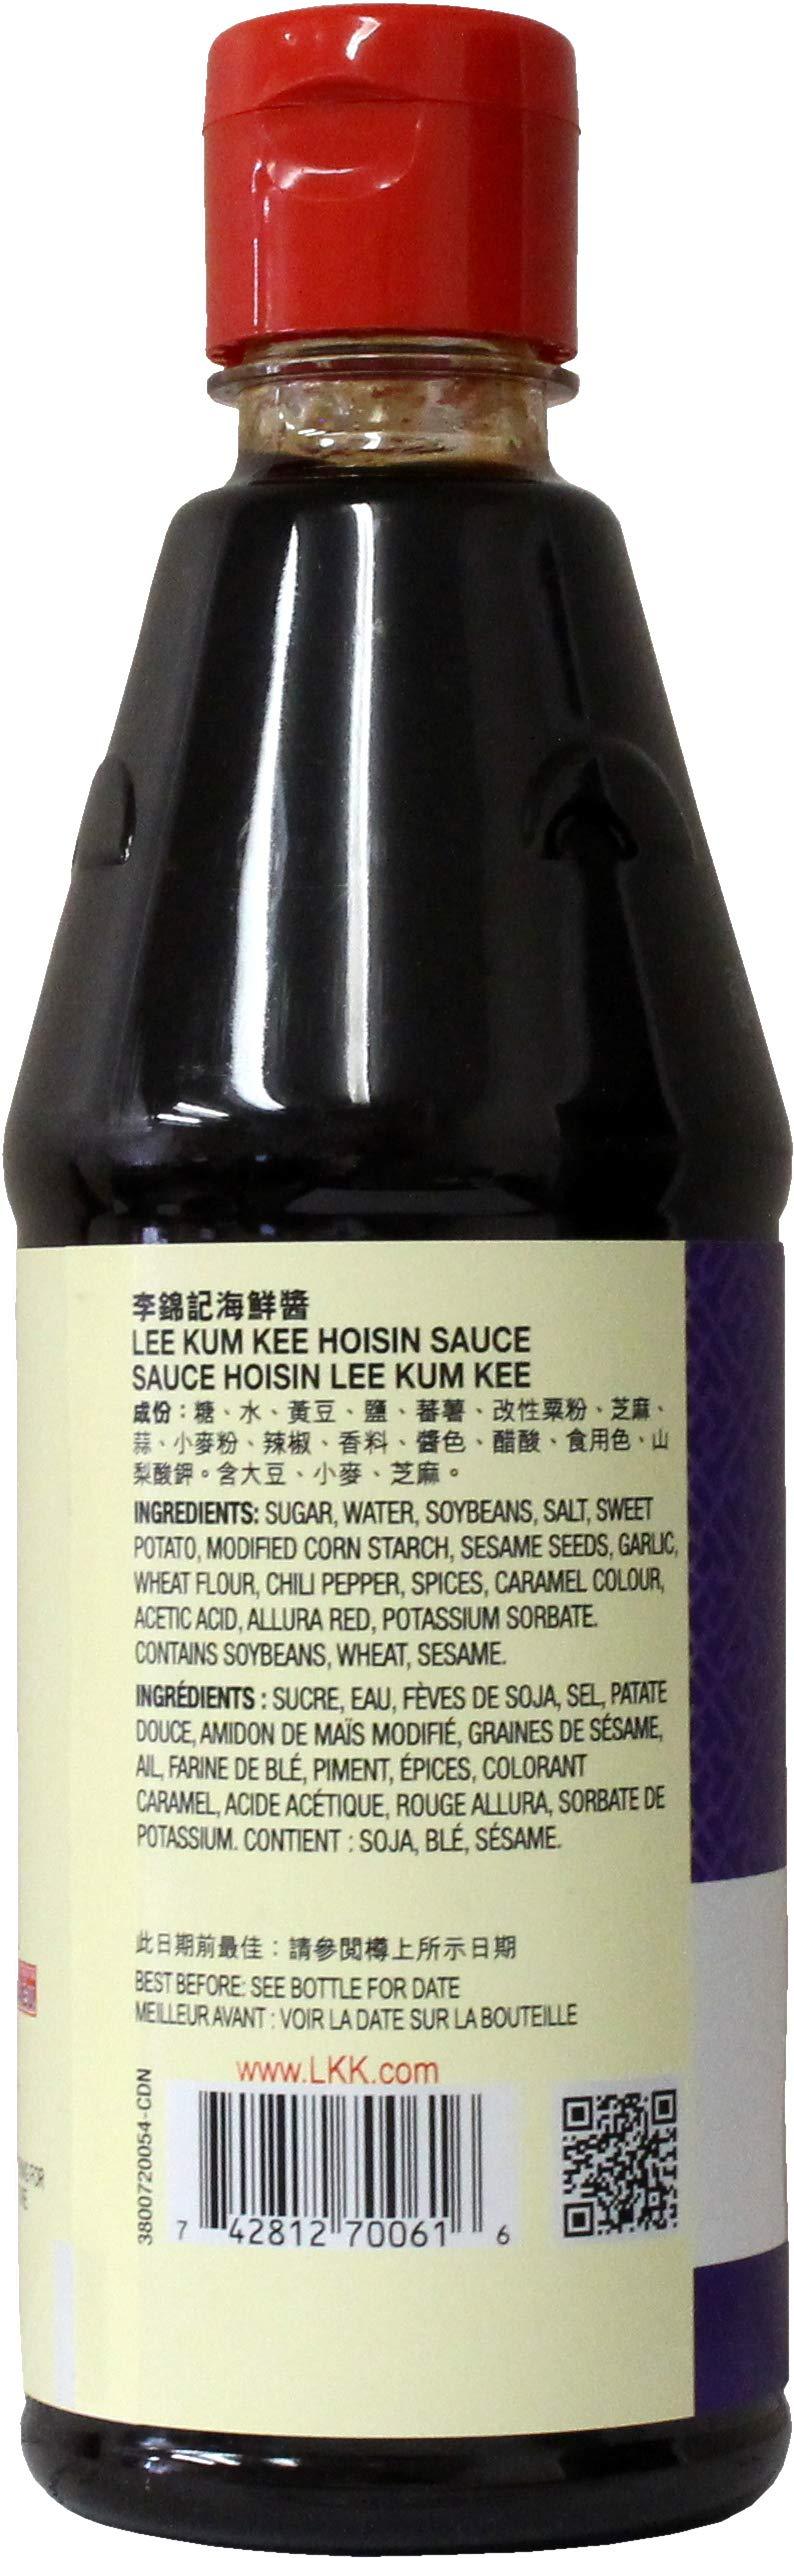 李錦記海鮮醬
LEE KUM KEE HOISIN SAUCE
SAUCE HOISIN LEE KUM KEE
成份：糖、水、黃豆、鹽、蕃薯、改性粟粉、芝麻、
蒜、小麥粉、辣椒、香料、醬色、醋酸、食用色、山
梨酸鉀。含大豆、小麥、芝麻。
INGREDIENTS: SUGAR, WATER, SOYBEANS, SALT, SWEET
POTATO, MODIFIED CORN STARCH, SESAME SEEDS, GARLIC,
WHEAT FLOUR, CHILI PEPPER, SPICES, CARAMEL COLOUR,
ACETIC ACID, ALLURA RED, POTASSIUM SORBATE.
CONTAINS SOYBEANS, WHEAT, SESAME.
INGRÉDIENTS : SUCRE, EAU, FÈVES DE SOJA, SEL, PATATE
DOUCE, AMIDON DE MAÏS MODIFIÉ, GRAINES DE SÉSAME,
AIL, FARINE DE BLÉ, PIMENT, ÉPICES, COLORANT
CARAMEL, ACIDE ACÉTIQUE, ROUGE ALLURA, SORBATE DE
POTASSIUM. CONTIENT : SOJA, BLÉ, SÉSAME.
此日期前最佳：請參閱樽上所示日期
BEST BEFORE: SEE BOTTLE FOR DATE
MEILLEUR AVANT : VOIR LA DATE SUR LA BOUTEILLE
www.LKK.com
3800720054-CDN
7 42812 70061 6
FOR